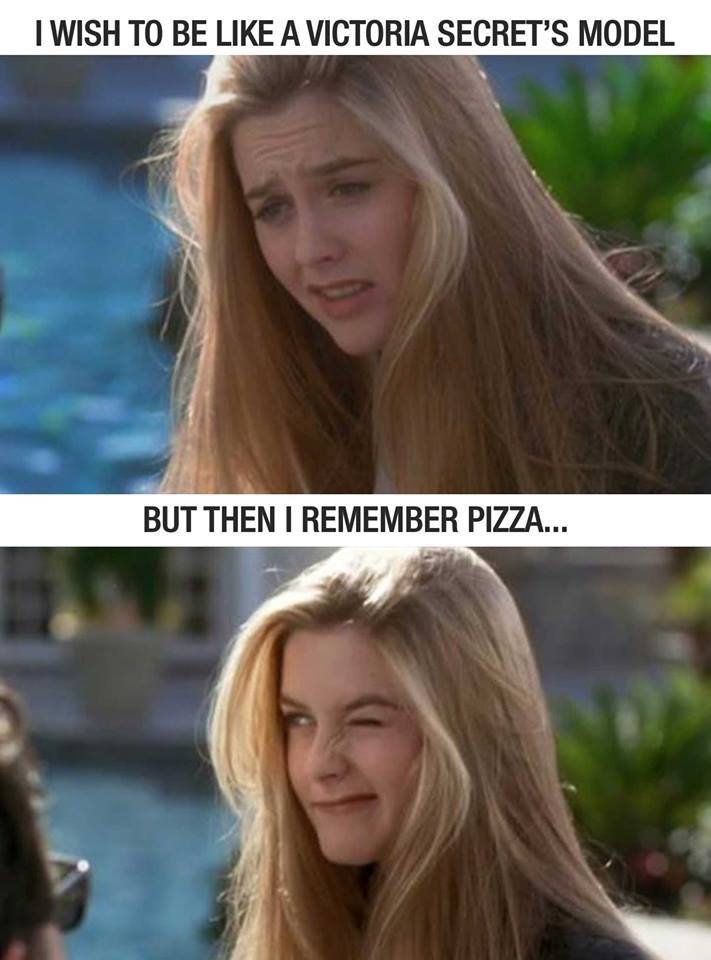 I WISH TO BE LIKE A VICTORIA SECRET'S MODEL
BUT THEN I REMEMBER PIZZA...